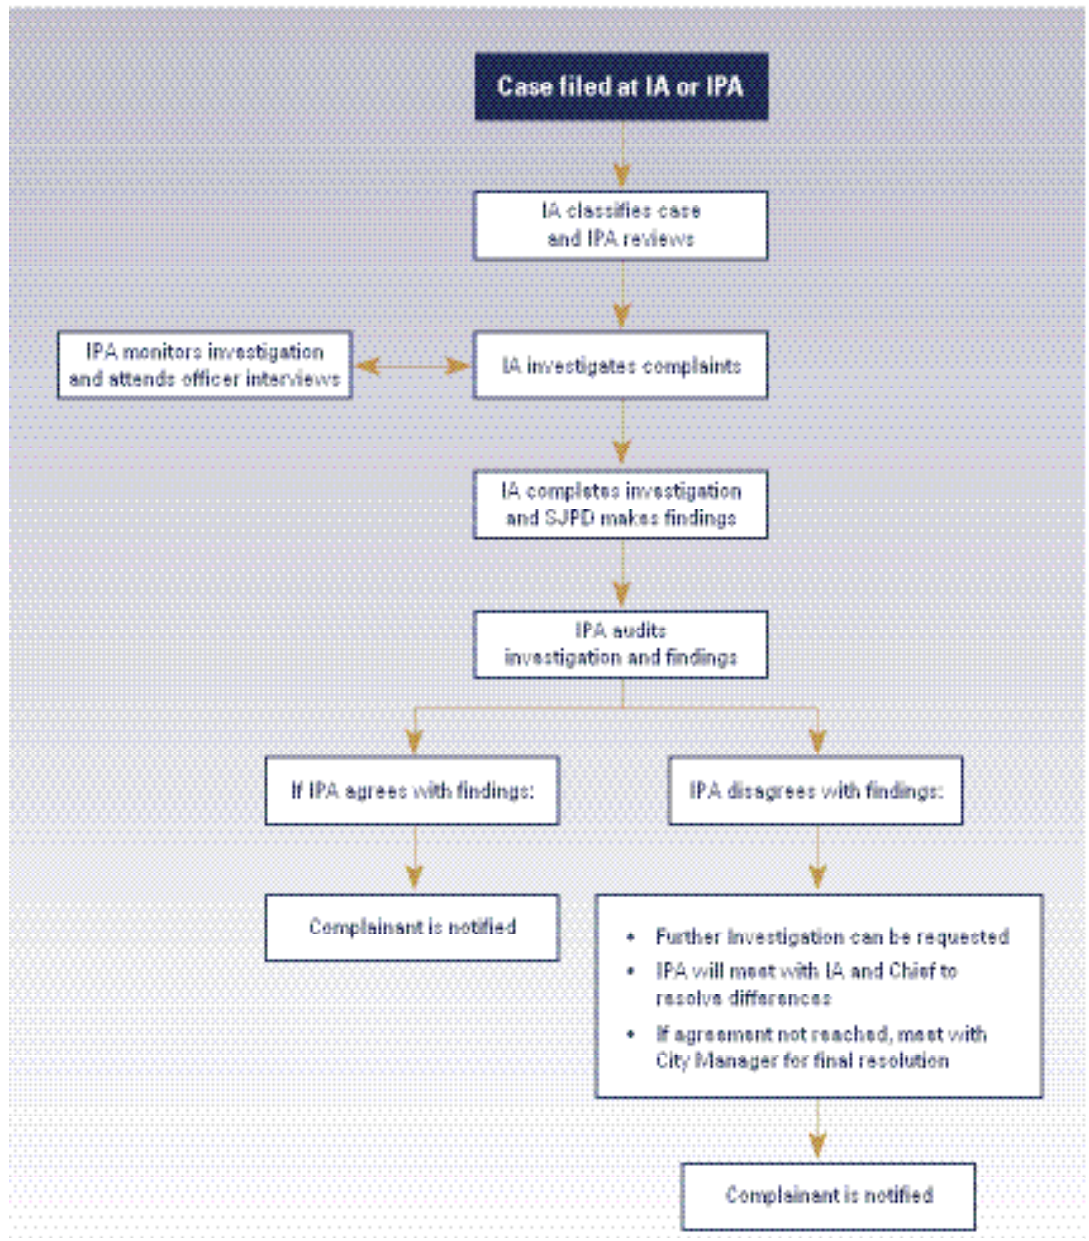 Case filed at IA or IPA
IA classifies case
and IPA reviews
IPA monitors investigation
and attends officer interviews
IA investigates complaints
IA completes investigation
and SJPD makes findings
IPA audits
investigation and findings
If IPA agrees with findings:
IPA disagrees with findings:
Complainant is notified
• Further Investigation can be requested
• IPA will meet with IA and Chief to
resolve differences
• If agreement not reached, meet with
City Manager for final resolution
Complainant is notified